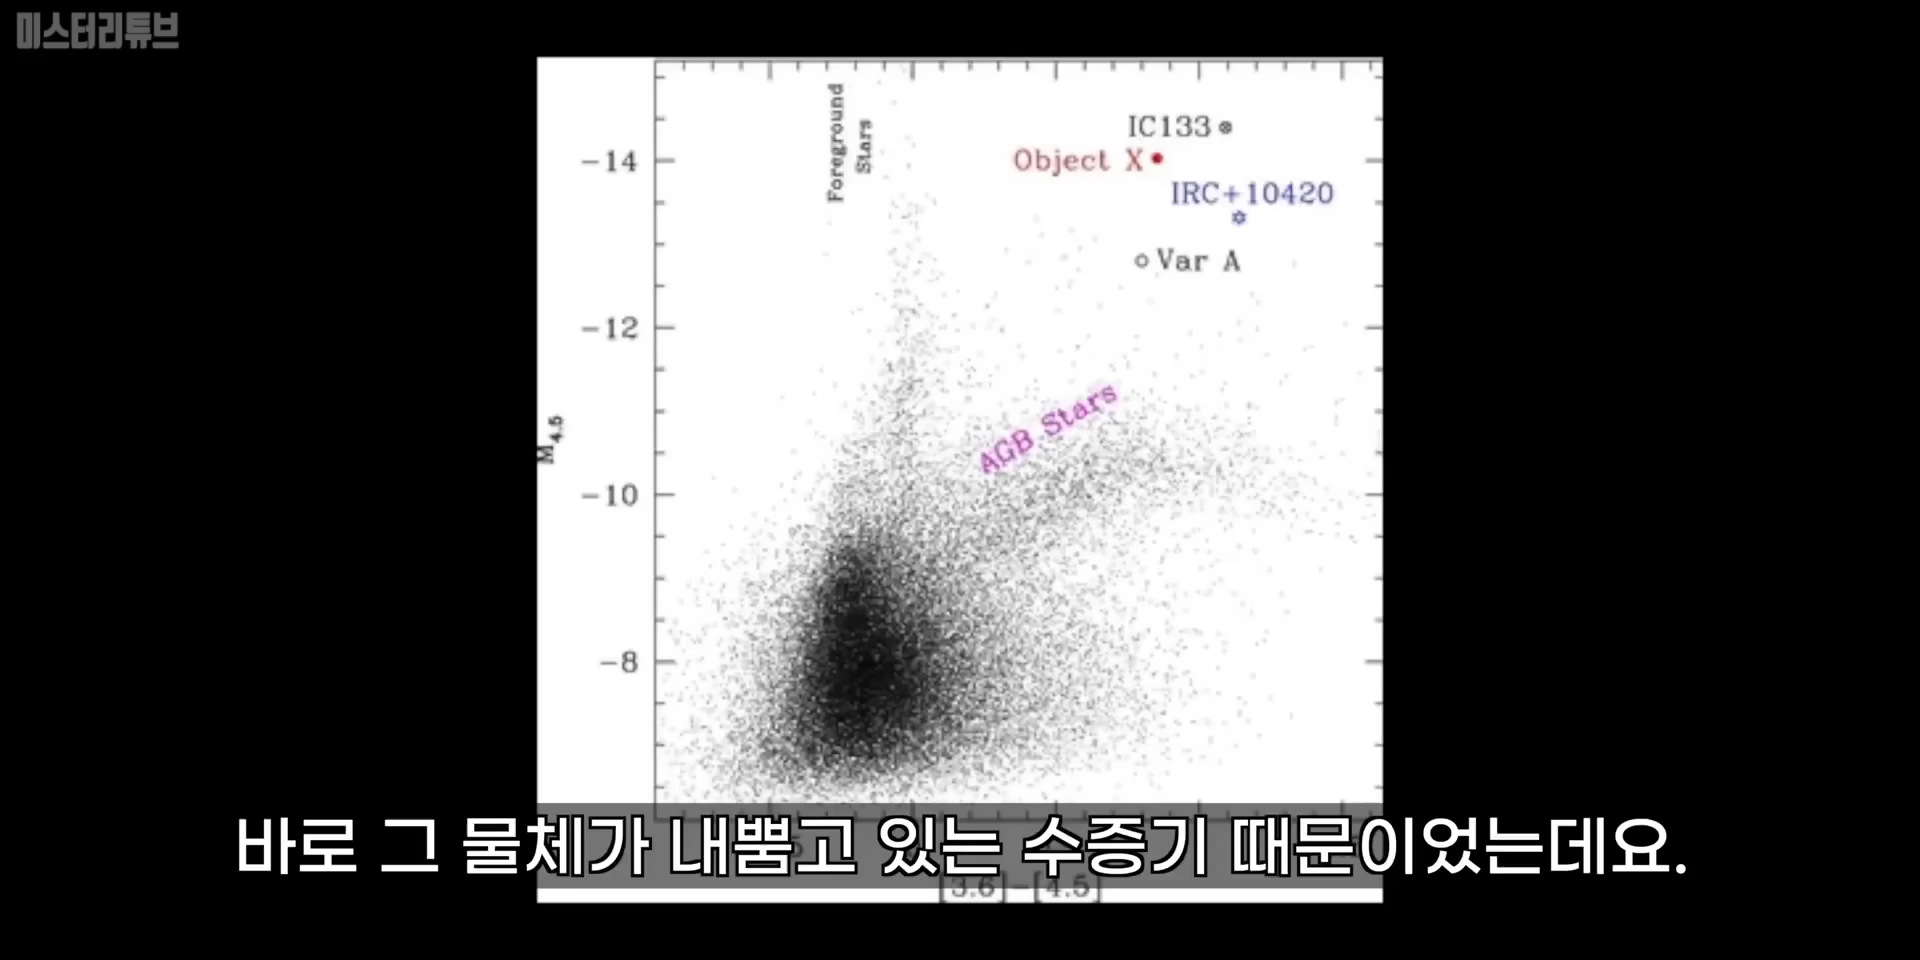 미스터리튜브
Foreground
Stars
IC133
Object X
IRC+10420
Var A
AGB Stars
-14
-12
-10
-8
M4.5
바로 그 물체가 내뿜고 있는 수증기 때문이었는데요.
[3.6]-[4.5]